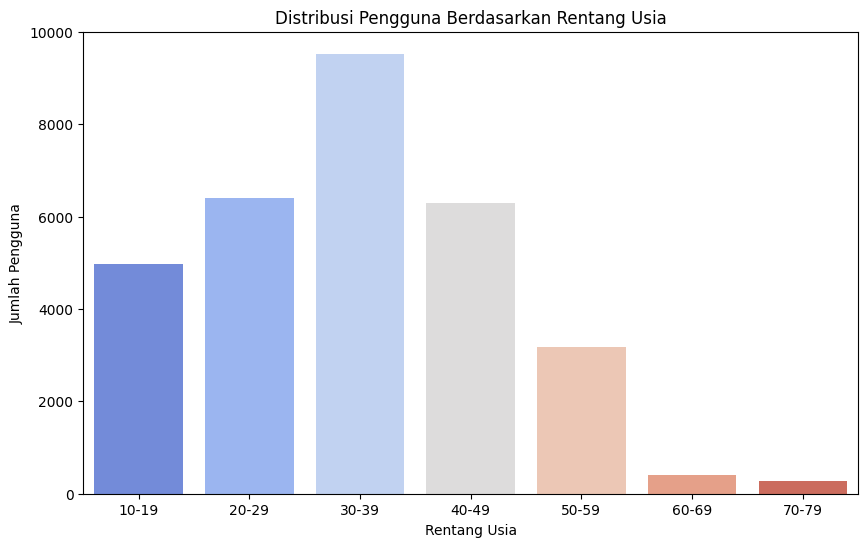 Distribusi Pengguna Berdasarkan Rentang Usia
10000
8000
6000
4000
2000
0
Jumlah Pengguna
10-19 20-29 30-39 40-49 50-59 60-69 70-79
Rentang Usia